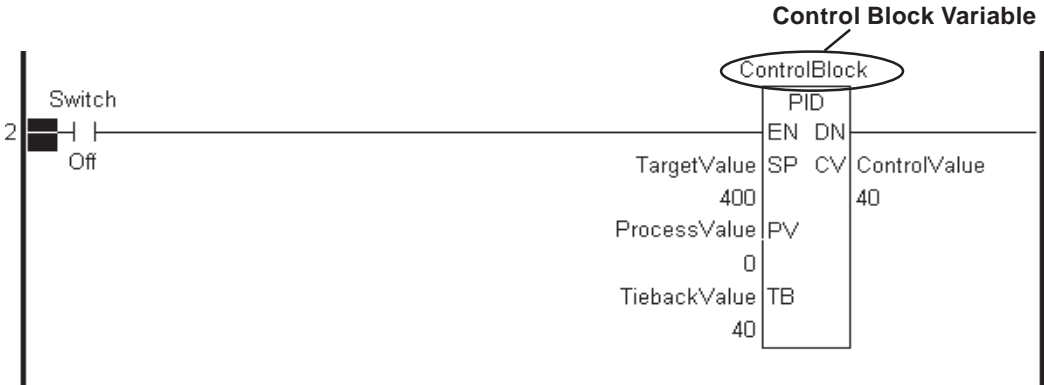 Control Block Variable
ControlBlock
Switch
PID
2
EN DN
Off
TargetValue SP CV ControlValue
400 40
ProcessValue PV
0
TiebackValue TB
40